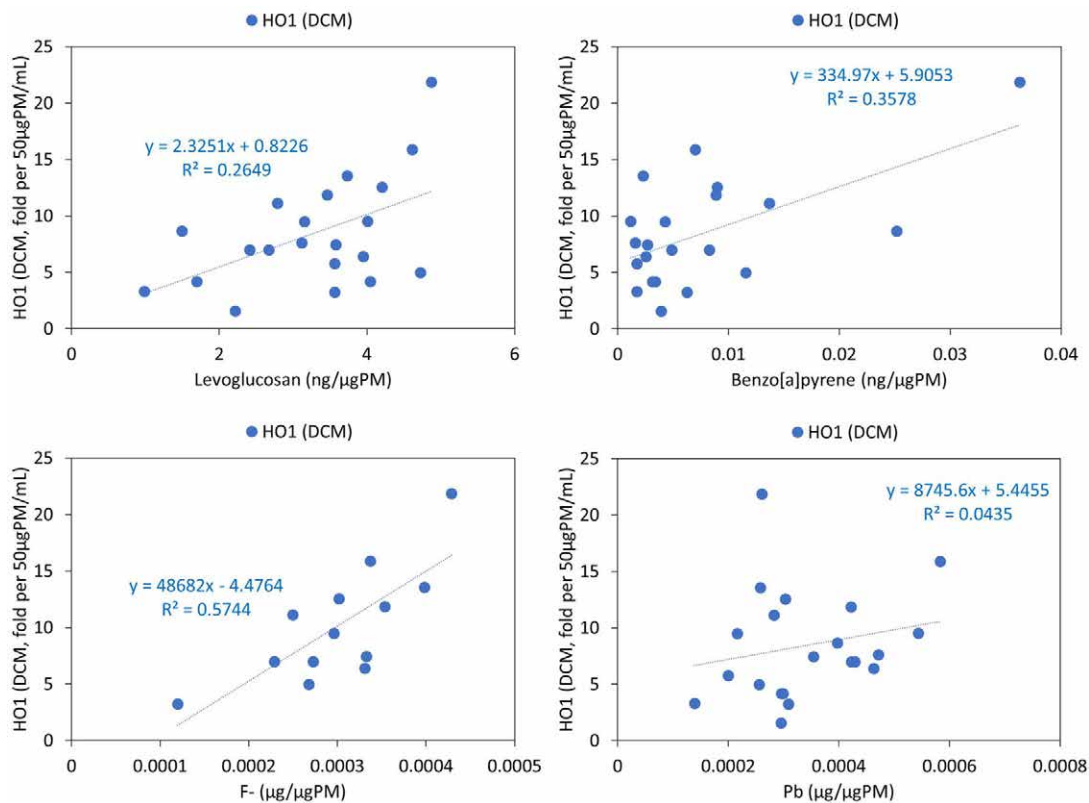 HO1 (DCM)
HO1 (DCM, fold per 50µgPM/mL)
25
20
15
10
5
0
y = 2.3251x + 0.8226
R² = 0.2649
0 2 4 6
Levoglucosan (ng/µgPM)
HO1 (DCM)
HO1 (DCM, fold per 50µgPM/mL)
25
20
15
10
5
0
y = 334.97x + 5.9053
R² = 0.3578
0 0.01 0.02 0.03 0.04
Benzo[a]pyrene (ng/µgPM)
HO1 (DCM)
HO1 (DCM, fold per 50µgPM/mL)
25
20
15
10
5
0
y = 48682x - 4.4764
R² = 0.5744
0 0.0001 0.0002 0.0003 0.0004 0.0005
F- (µg/µgPM)
HO1 (DCM)
HO1 (DCM, fold per 50µgPM/mL)
25
20
15
10
5
0
y = 8745.6x + 5.4455
R² = 0.0435
0 0.0002 0.0004 0.0006 0.0008
Pb (µg/µgPM)